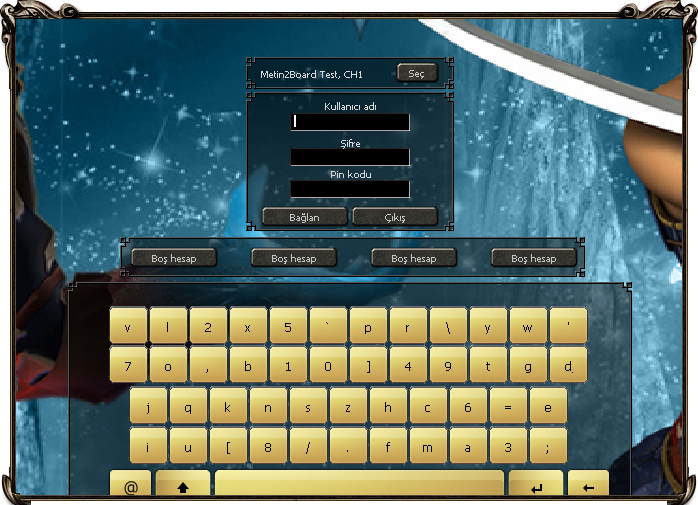 Metin2Board Test, CH1 Seç
Kullanıcı adı
Şifre
Pin kodu
Bağlan Çıkış
Boş hesap Boş hesap Boş hesap Boş hesap
v l 2 x 5 ` p r \ y w '
7 o , b 1 0 ] 4 9 t g d
j q k n s z h c 6 = e
i u [ 8 / . f m a 3 ;
@